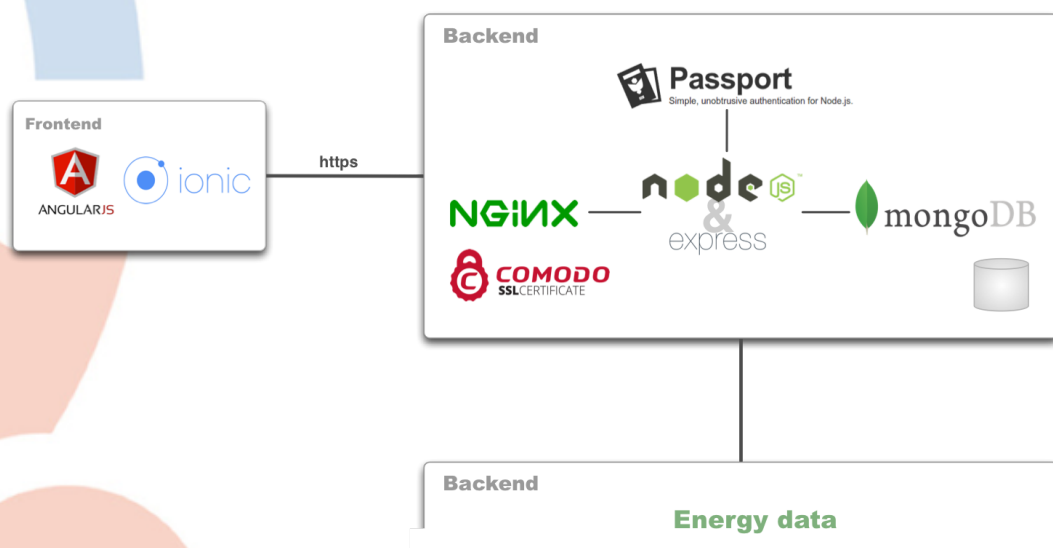 Backend
Passport
Simple, unobtrusive authentication for Node.js.
Frontend
ANGULARJS
ionic
https
NGiNX
node JS™
&
express
mongoDB
COMODO
SSLCERTIFICATE
Backend
Energy data